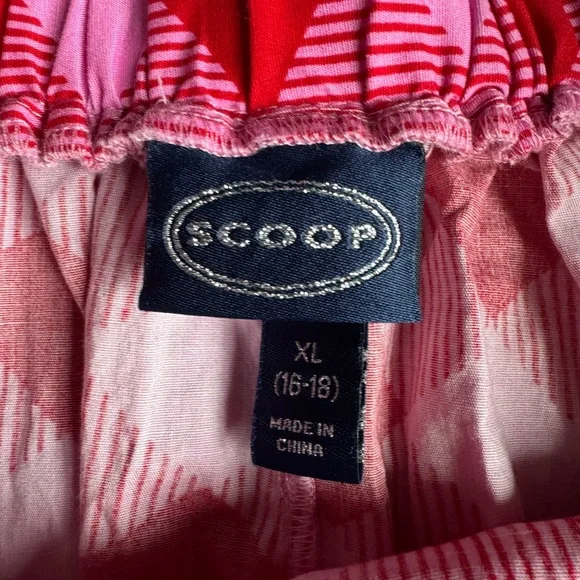 SCOOP
XL
(16-18)
MADE IN
CHINA